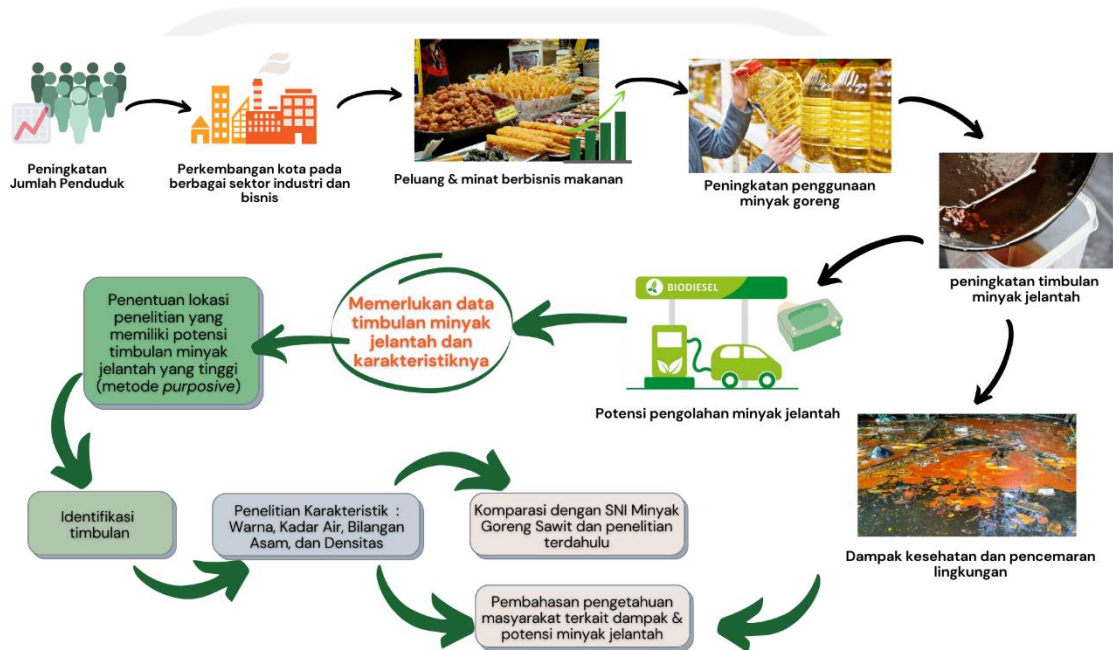 Peningkatan
Jumlah Penduduk
Perkembangan kota pada
berbagai sektor industri dan
bisnis
Peluang & minat berbisnis makanan
Peningkatan penggunaan
minyak goreng
peningkatan timbulan
minyak jelantah
BIODIESEL
Potensi pengolahan minyak jelantah
Memerlukan data
timbulan minyak
jelantah dan
karakteristiknya
Penentuan lokasi
penelitian yang
memiliki potensi
timbulan minyak
jelantah yang tinggi
(metode purposive)
Identifikasi
timbulan
Penelitian Karakteristik :
Warna, Kadar Air, Bilangan
Asam, dan Densitas
Komparasi dengan SNI Minyak
Goreng Sawit dan penelitian
terdahulu
Pembahasan pengetahuan
masyarakat terkait dampak &
potensi minyak jelantah
Dampak kesehatan dan pencemaran
lingkungan